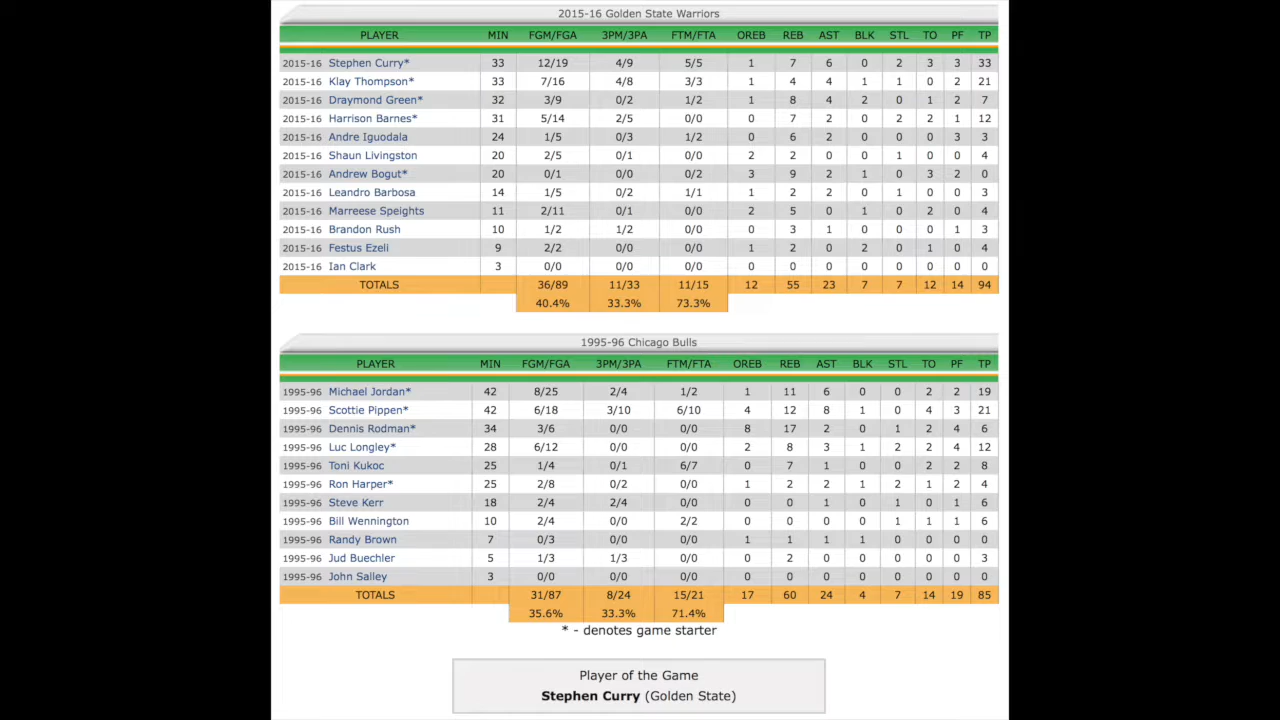 2015-16 Golden State Warriors
PLAYER MIN FGM/FGA 3PM/3PA FTM/FTA OREB REB AST BLK STL TO PF TP
2015-16 Stephen Curry* 33 12/19 4/9 5/5 1 7 6 0 2 3 3 33
2015-16 Klay Thompson* 33 7/16 4/8 3/3 1 4 4 1 1 0 2 21
2015-16 Draymond Green* 32 3/9 0/2 1/2 1 8 4 2 0 1 2 7
2015-16 Harrison Barnes* 31 5/14 2/5 0/0 0 7 2 0 2 2 1 12
2015-16 Andre Iguodala 24 1/5 0/3 1/2 0 6 2 0 0 0 3 3
2015-16 Shaun Livingston 20 2/5 0/1 0/0 2 2 0 0 1 0 0 4
2015-16 Andrew Bogut* 20 0/1 0/0 0/2 3 9 2 1 0 3 2 0
2015-16 Leandro Barbosa 14 1/5 0/2 1/1 1 2 2 0 1 0 0 3
2015-16 Marreese Speights 11 2/11 0/1 0/0 2 5 0 1 0 2 0 4
2015-16 Brandon Rush 10 1/2 1/2 0/0 0 3 1 0 0 0 1 3
2015-16 Festus Ezeli 9 2/2 0/0 0/0 1 2 0 2 0 1 0 4
2015-16 Ian Clark 3 0/0 0/0 0/0 0 0 0 0 0 0 0 0
TOTALS 36/89 11/33 11/15 12 55 23 7 7 12 14 94
40.4% 33.3% 73.3%
1995-96 Chicago Bulls
PLAYER MIN FGM/FGA 3PM/3PA FTM/FTA OREB REB AST BLK STL TO PF TP
1995-96 Michael Jordan* 42 8/25 2/4 1/2 1 11 6 0 0 2 2 19
1995-96 Scottie Pippen* 42 6/18 3/10 6/10 4 12 8 1 0 4 3 21
1995-96 Dennis Rodman* 34 3/6 0/0 0/0 8 17 2 0 1 2 4 6
1995-96 Luc Longley* 28 6/12 0/0 0/0 2 8 3 1 2 2 4 12
1995-96 Toni Kukoc 25 1/4 0/1 6/7 0 7 1 0 0 2 2 8
1995-96 Ron Harper* 25 2/8 0/2 0/0 1 2 2 1 2 1 2 4
1995-96 Steve Kerr 18 2/4 2/4 0/0 0 0 1 0 1 0 1 6
1995-96 Bill Wennington 10 2/4 0/0 2/2 0 0 0 0 1 1 1 6
1995-96 Randy Brown 7 0/3 0/0 0/0 1 1 1 1 0 0 0 0
1995-96 Jud Buechler 5 1/3 1/3 0/0 0 2 0 0 0 0 0 3
1995-96 John Salley 3 0/0 0/0 0/0 0 0 0 0 0 0 0 0
TOTALS 31/87 8/24 15/21 17 60 24 4 7 14 19 85
35.6% 33.3% 71.4%
* - denotes game starter
Player of the Game
Stephen Curry (Golden State)